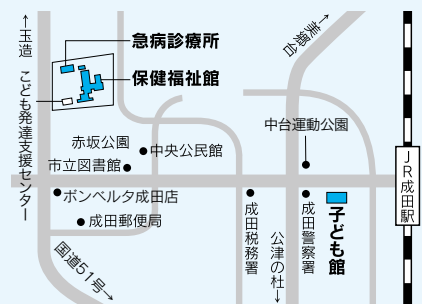 ←玉造
こども発達支援センター
急病診療所
保健福祉館
→美郷台
赤坂公園
中央公民館
市立図書館
中台運動公園
ボンベルタ成田店
成田郵便局
国道51号→
成田税務署
公津の杜→
成田警察署
子ども館
JR成田駅